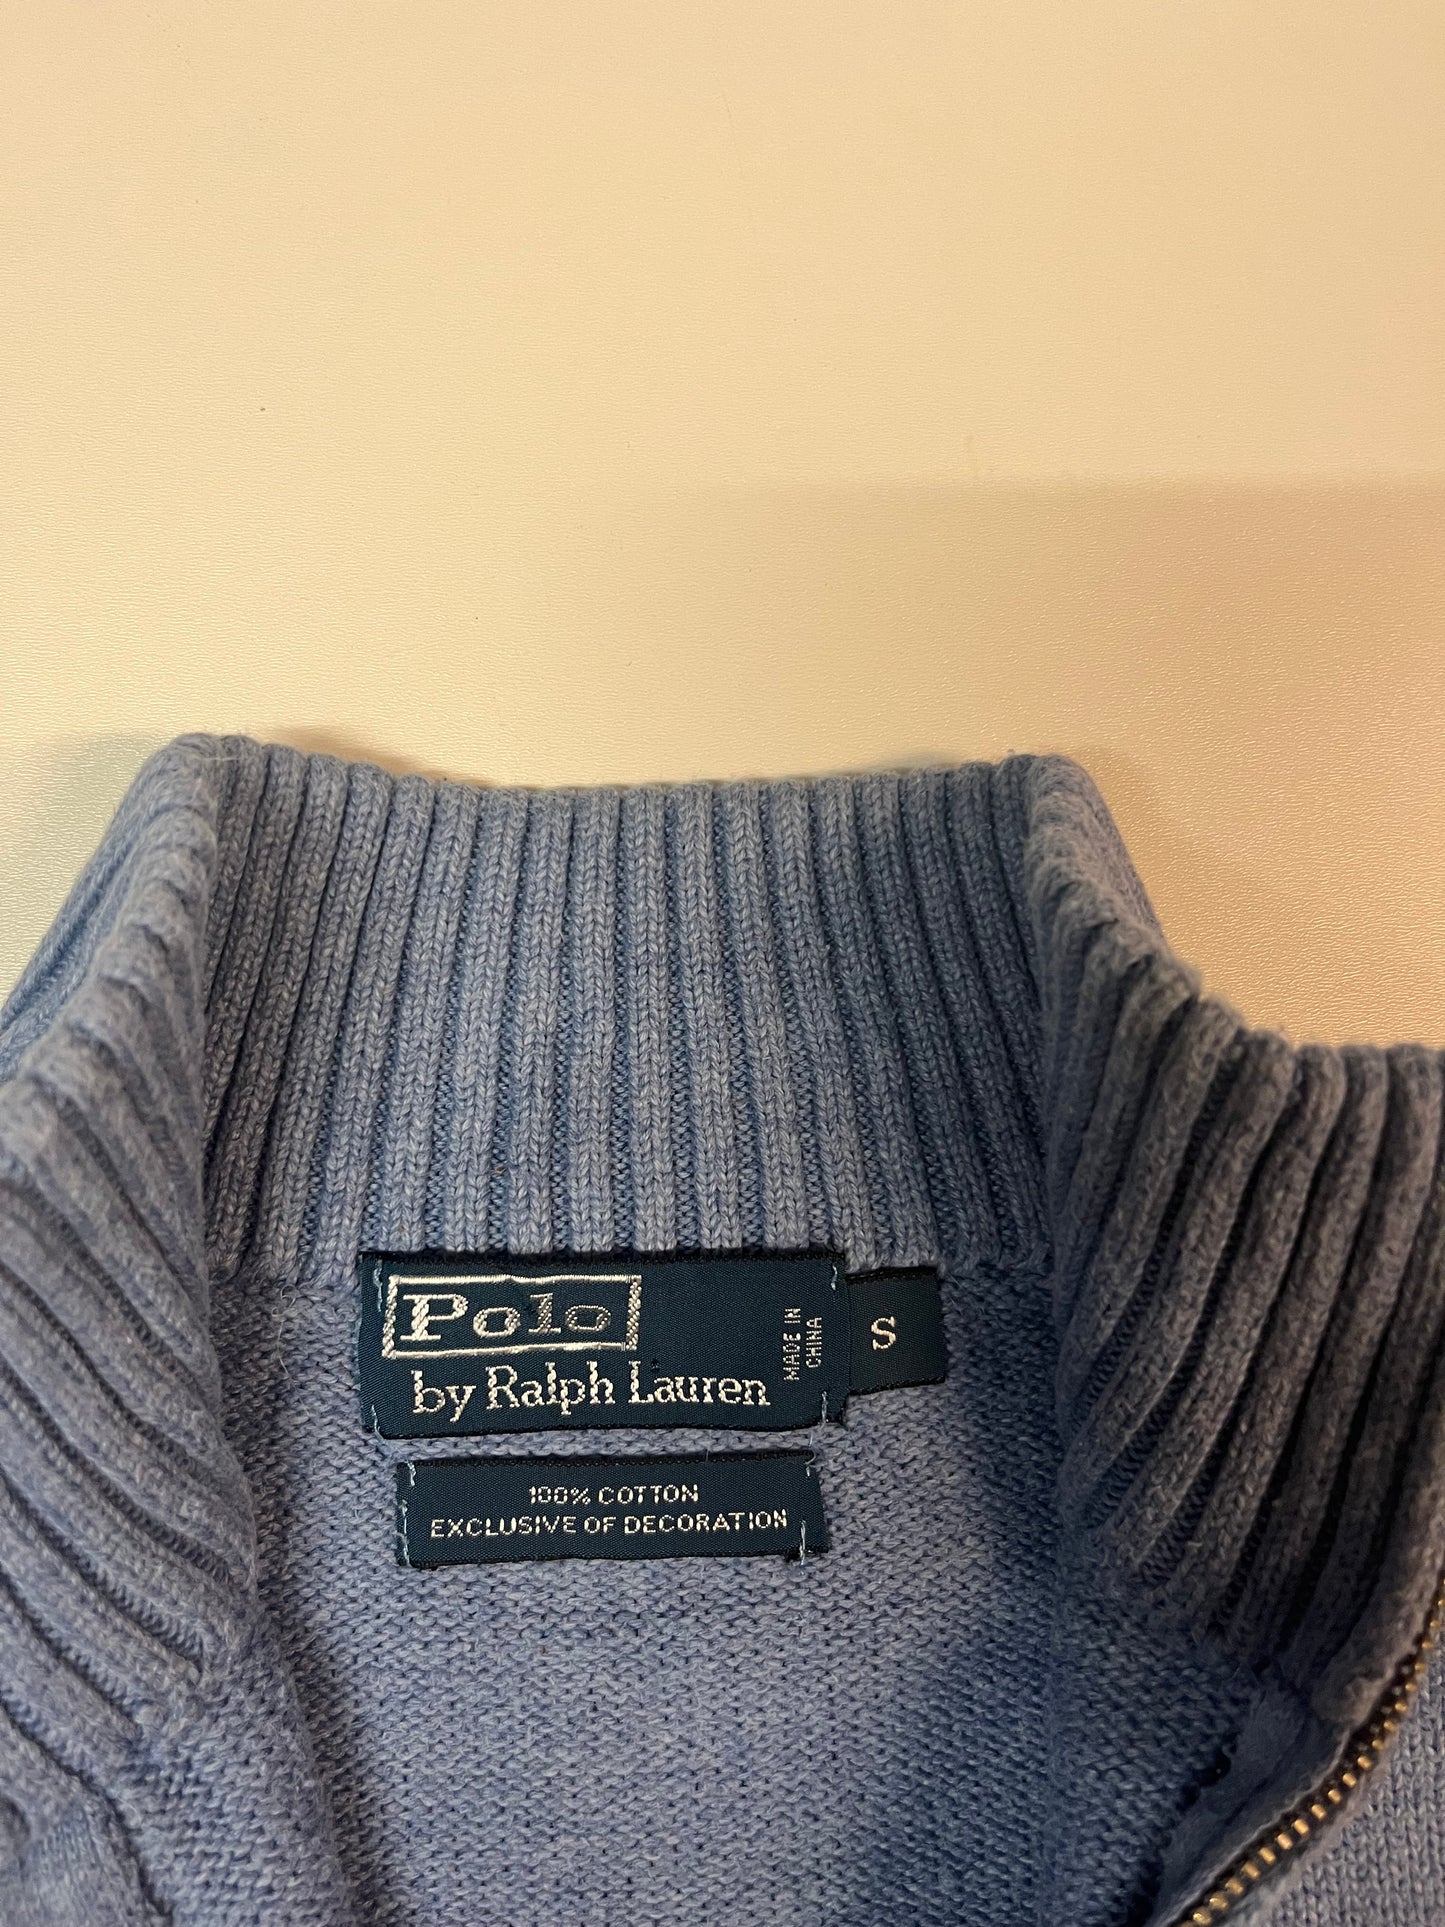 Polo
by Ralph Lauren
MADE IN
CHINA
S
100% COTTON
EXCLUSIVE OF DECORATION